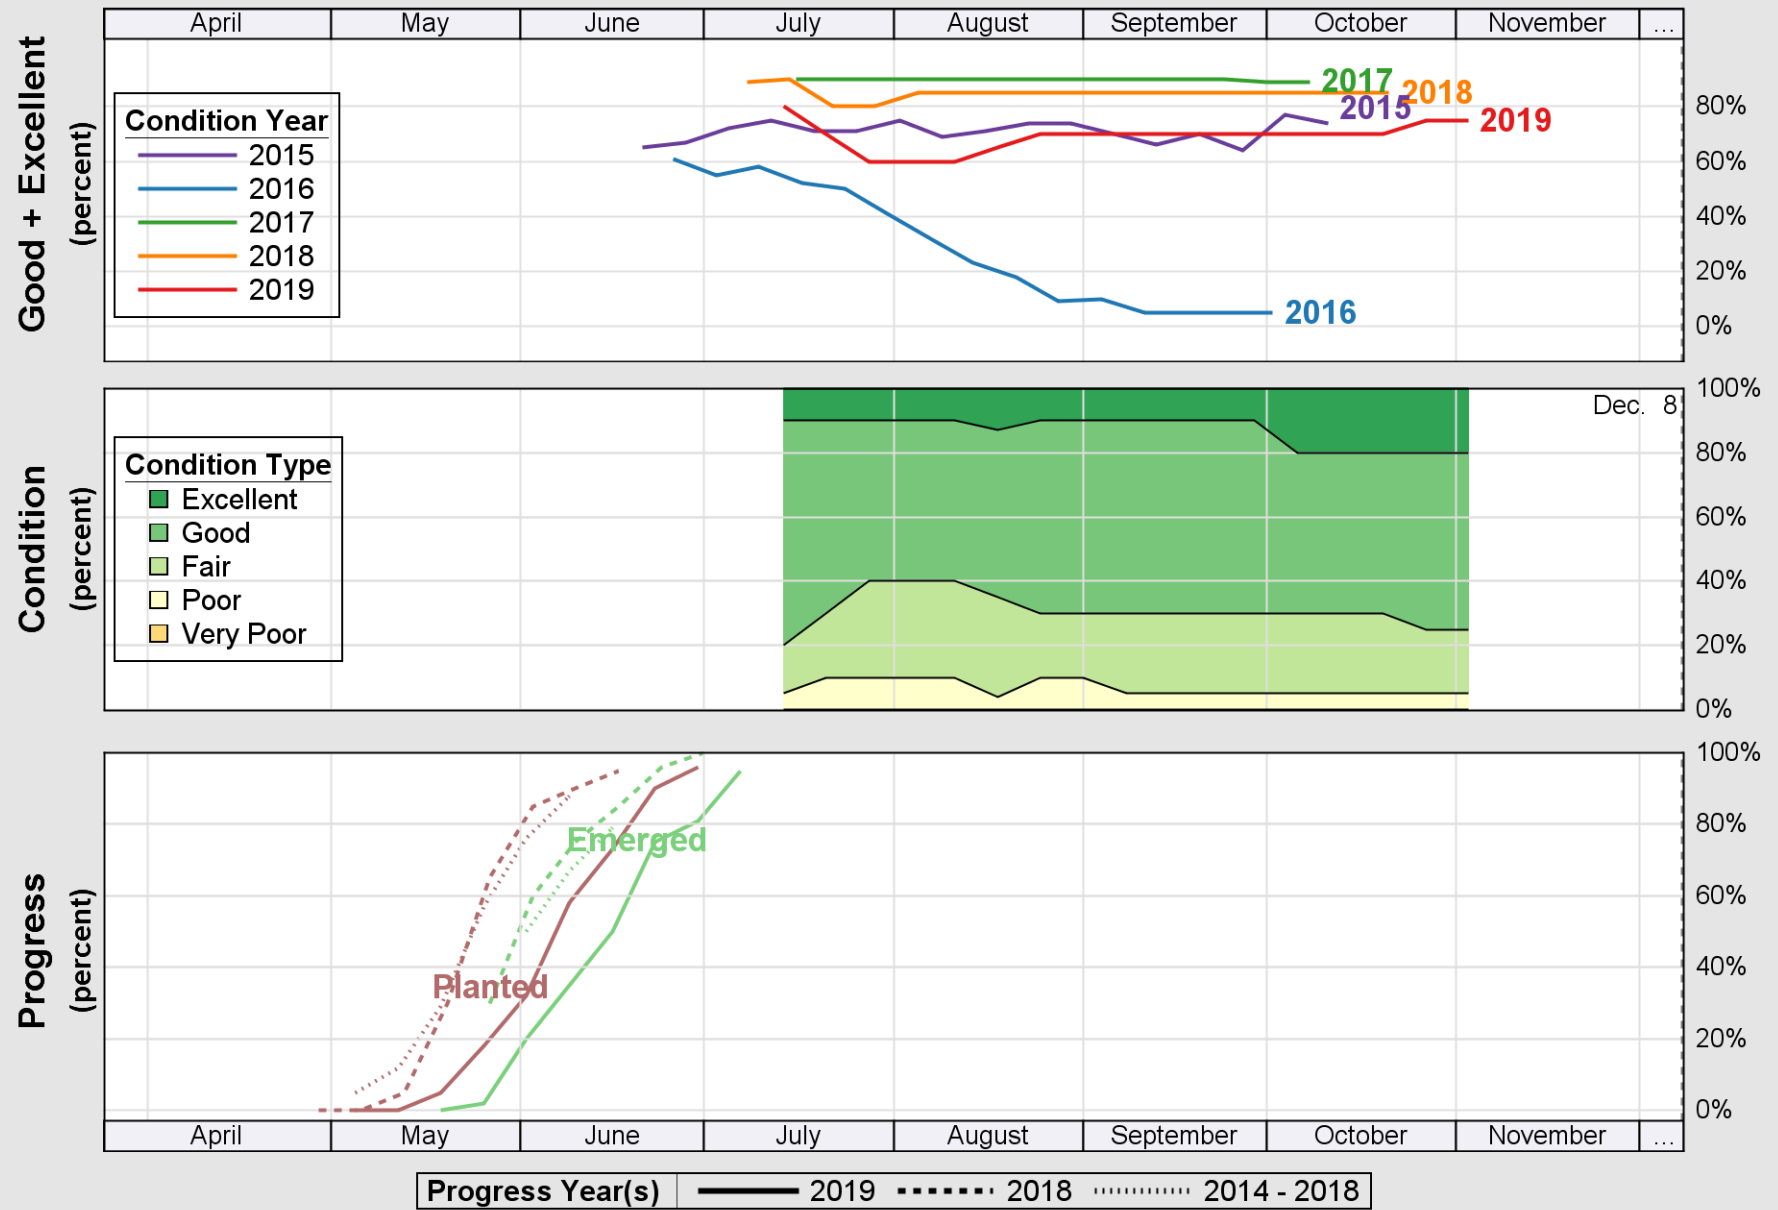 April May June July August September October November ...
Good + Excellent
(percent)
Condition Year
2015
2016
2017
2018
2019
2017
2018
2015
2019
2016
80%
60%
40%
20%
0%
Condition
(percent)
Condition Type
Excellent
Good
Fair
Poor
Very Poor
Dec. 8
100%
80%
60%
40%
20%
0%
Progress
(percent)
Emerged
Planted
100%
80%
60%
40%
20%
0%
April May June July August September October November ...
Progress Year(s) 2019 2018 2014 - 2018